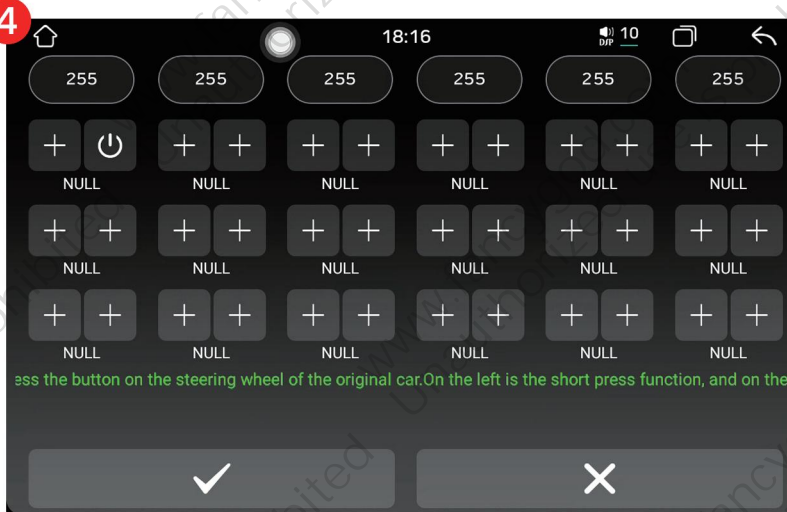 4
18:16
DSP 10
255 255 255 255 255 255
NULL NULL NULL NULL NULL NULL
NULL NULL NULL NULL NULL NULL
NULL NULL NULL NULL NULL NULL
ess the button on the steering wheel of the original car.On the left is the short press function, and on the